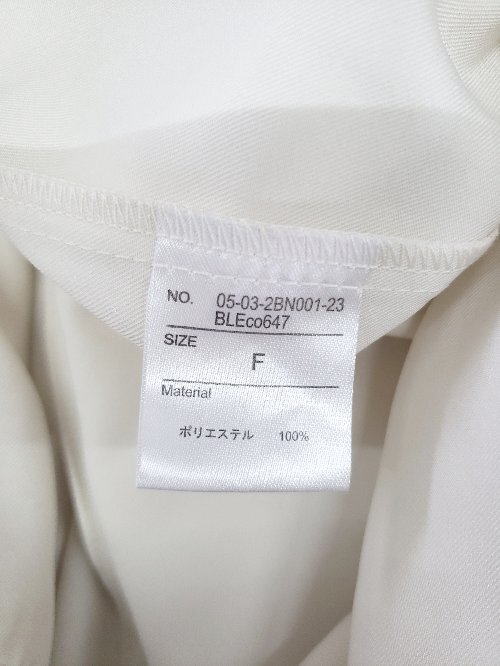 NO. 05-03-2BN001-23
BLEco647
SIZE
F
Material
ポリエステル 100%